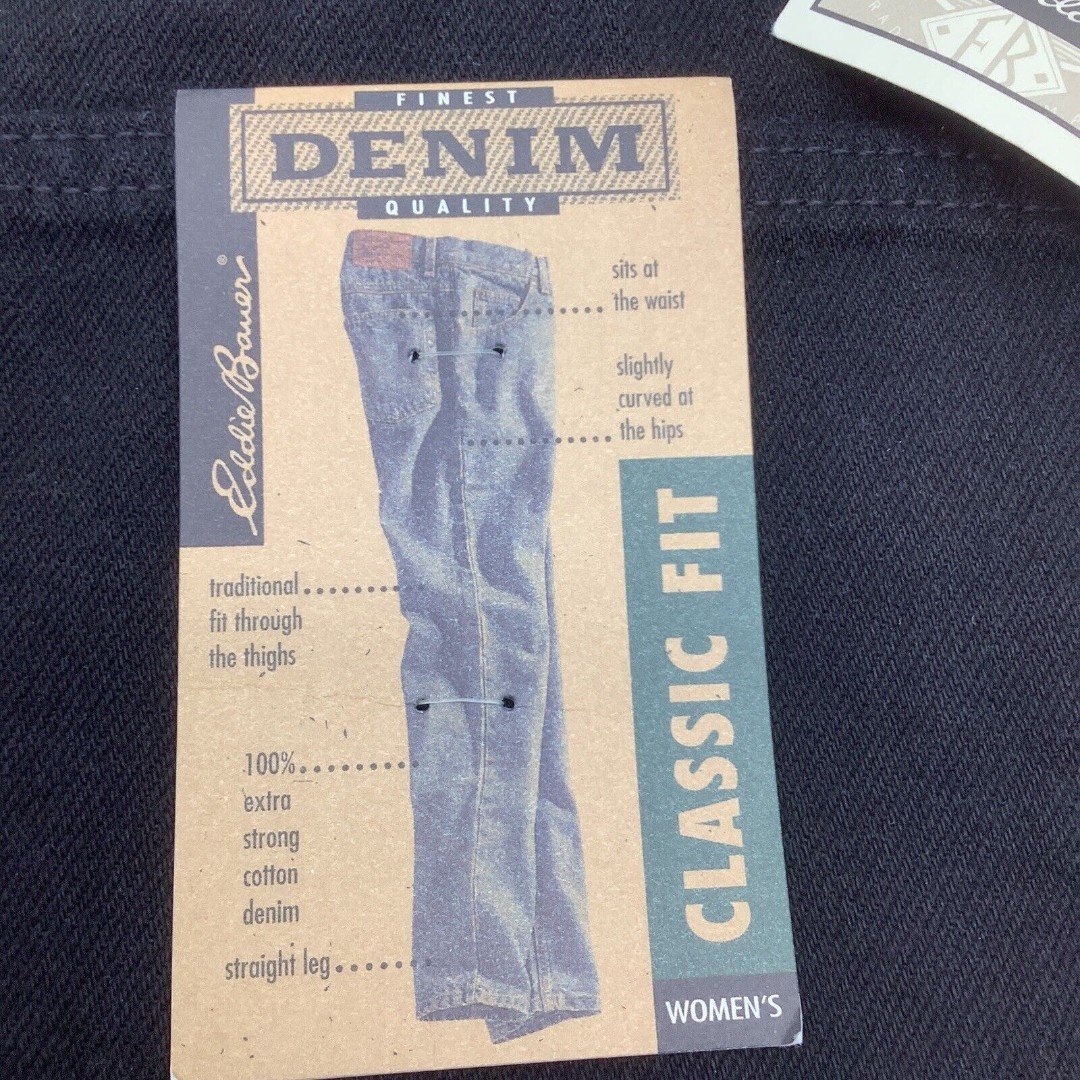 FINEST
DENIM
QUALITY
Eddie Bauer®
sits at
the waist
slightly
curved at
the hips
CLASSIC FIT
traditional
fit through
the thighs
100%
extra
strong
cotton
denim
straight leg
WOMEN'S